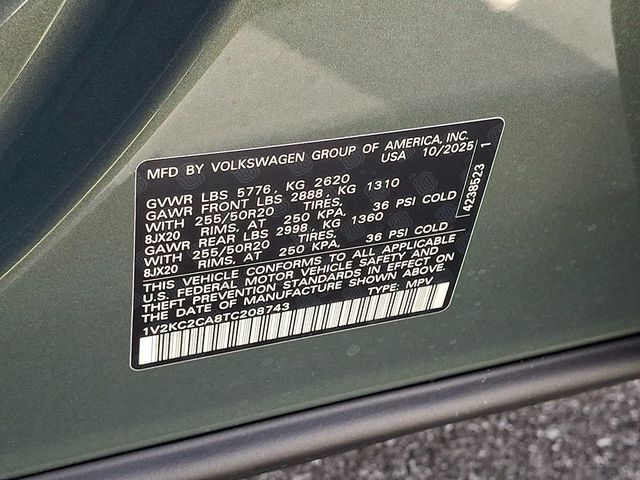 MFD BY VOLKSWAGEN GROUP OF AMERICA, INC.
USA 10/2025
GVWR LBS 5776, KG 2620
GAWR FRONT LBS 2888, KG 1310
WITH 255/50R20 TIRES,
8JX20 RIMS, AT 250 KPA, 36 PSI COLD
GAWR REAR LBS 2998, KG 1360
WITH 255/50R20 TIRES,
8JX20 RIMS, AT 250 KPA, 36 PSI COLD
THIS VEHICLE CONFORMS TO ALL APPLICABLE
U.S. FEDERAL MOTOR VEHICLE SAFETY AND
THEFT PREVENTION STANDARDS IN EFFECT ON
THE DATE OF MANUFACTURE SHOWN ABOVE.
1V2KC2CA8TC208743 TYPE: MPV
4238523 1